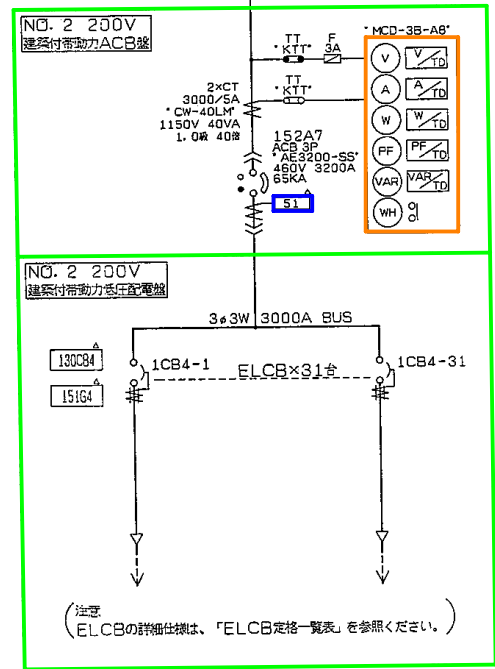 NO. 2 200V
建築付帯動力ACB盤
TT
"KTT"
F
3A
"MCD-3B-A6"
V
V/TD
A
A/TD
W
W/TD
PF
PF/TD
VAR
VAR/TD
WH
TT
"KTT"
2×CT
3000/5A
"CW-40LM"
1150V 40VA
1.0級 40倍
152A7
ACB 3P
"AE3200-SS"
460V 3200A
65KA
51
NO. 2 200V
建築付帯動力低圧配電盤
3φ3W 3000A BUS
130CB4
151G4
1CB4-1
ELCB×31台
1CB4-31
注意
ELCBの詳細仕様は、「ELCB定格一覧表」を参照ください。